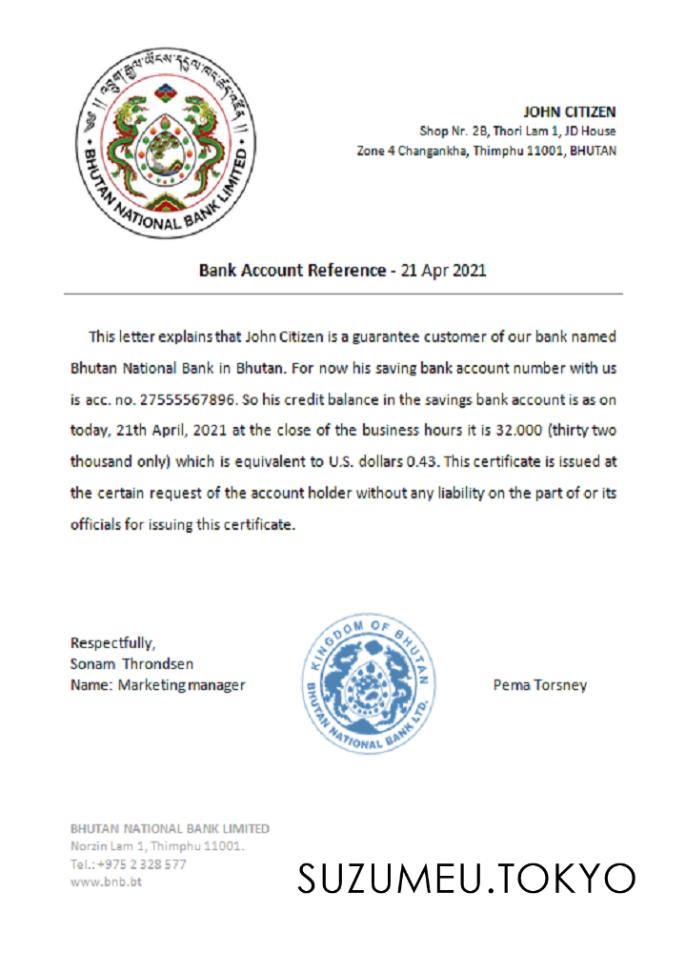 BHUTAN NATIONAL BANK LIMITED
JOHN CITIZEN
Shop Nr. 2B, Thori Lam 1, JD House
Zone 4 Changankha, Thimphu 11001, BHUTAN
Bank Account Reference - 21 Apr 2021
This letter explains that John Citizen is a guarantee customer of our bank named
Bhutan National Bank in Bhutan. For now his saving bank account number with us
is acc. no. 27555567896. So his credit balance in the savings bank account is as on
today, 21th April, 2021 at the close of the business hours it is 32.000 (thirty two
thousand only) which is equivalent to U.S. dollars 0.43. This certificate is issued at
the certain request of the account holder without any liability on the part of or its
officials for issuing this certificate.
Respectfully,
Sonam Throndsen
Name: Marketing manager
KINGDOM OF BHUTAN
BHUTAN NATIONAL BANK LTD.
Pema Torsney
BHUTAN NATIONAL BANK LIMITED
Norzin Lam 1, Thimphu 11001.
Tel.: +975 2 328 577
www.bnb.bt
SUZUMEU.TOKYO